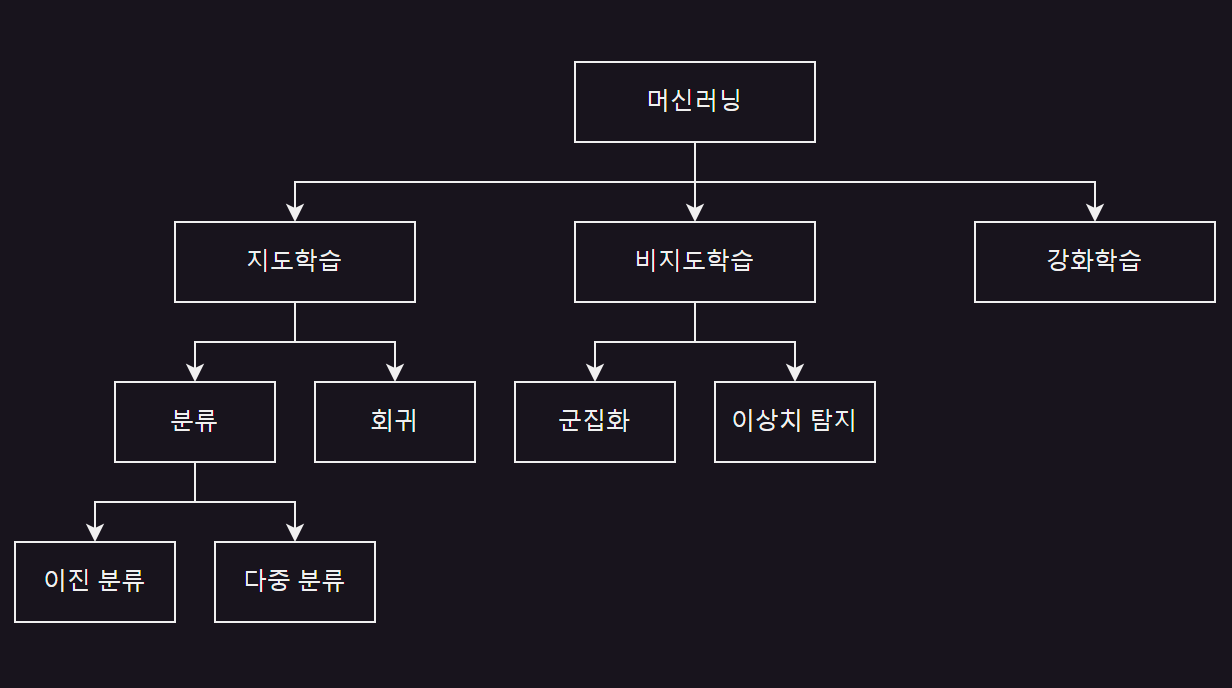 머신러닝
지도학습
비지도학습
강화학습
분류
회귀
군집화
이상치 탐지
이진 분류
다중 분류